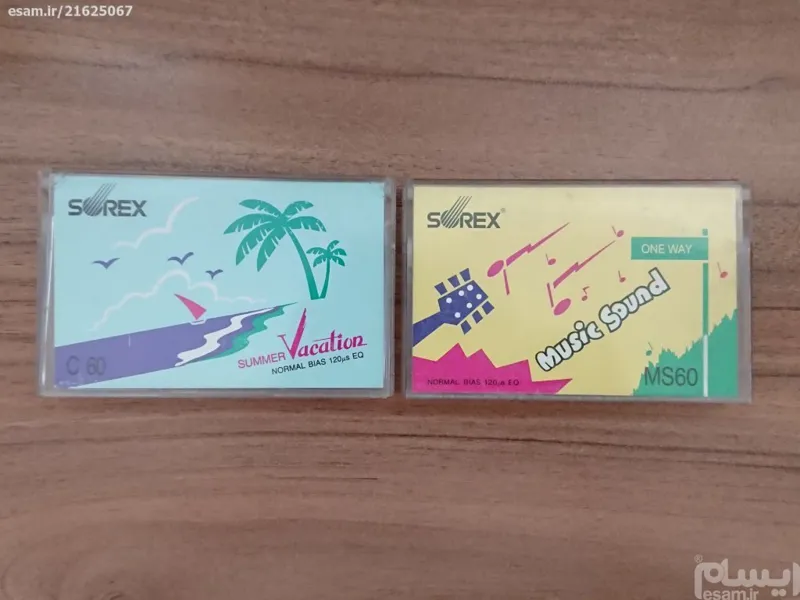 esam.ir/21625067
SOREX
C 60
SUMMER Vacation
NORMAL BIAS 120µs EQ
SOREX®
ONE WAY
Music Sound
NORMAL BIAS 120µs EQ
MS60
ایسام®
esam.ir